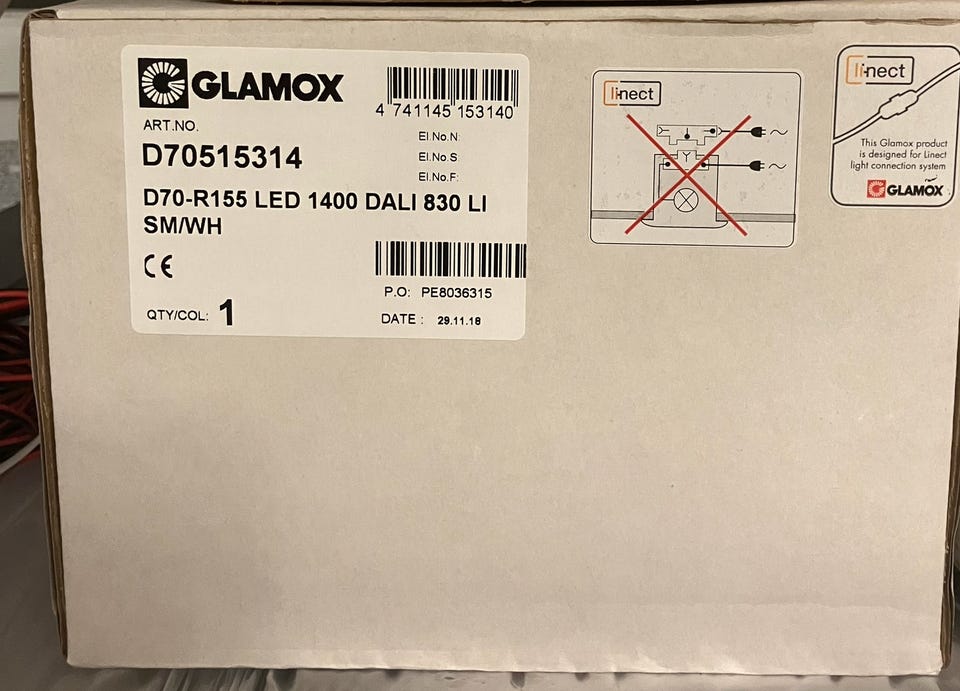 GLAMOX
4 741145 153140
ART.NO.
D70515314
El.No.N:
El.No.S:
El.No.F:
D70-R155 LED 1400 DALI 830 LI
SM/WH
CE
P.O: PE8036315
QTY/COL: 1
DATE : 29.11.18
linect
linect
This Glamox product
is designed for Linect
light connection system
GLAMOX